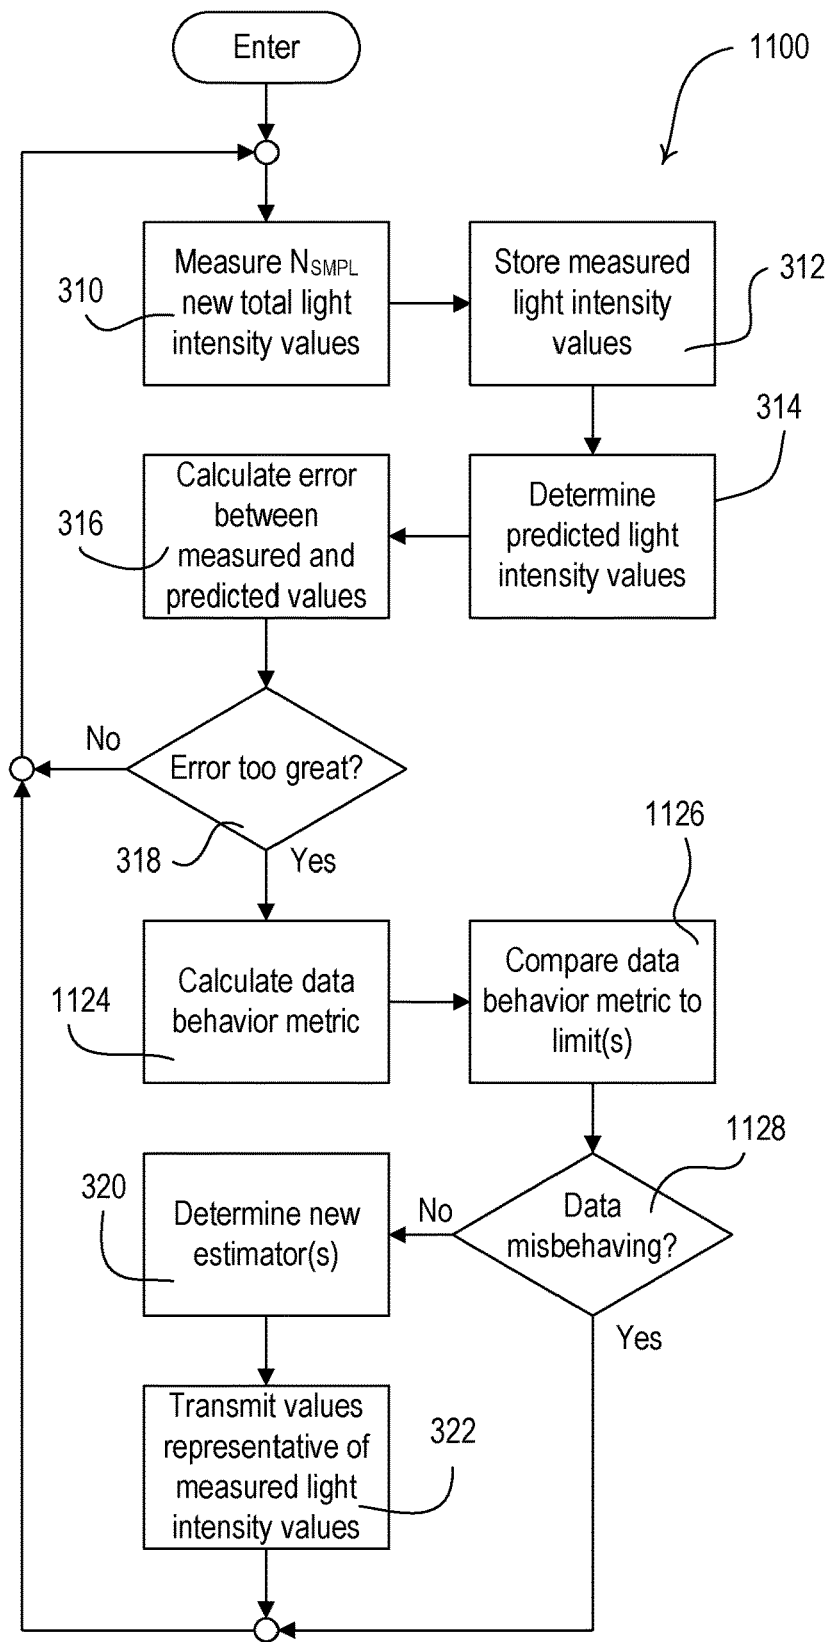 Enter
1100
310
Measure NSMPL
new total light
intensity values
Store measured
light intensity
values
312
314
316
Calculate error
between
measured and
predicted values
Determine
predicted light
intensity values
No
Error too great?
318
Yes
1126
1124
Calculate data
behavior metric
Compare data
behavior metric to
limit(s)
1128
320
Determine new
estimator(s)
No
Data
misbehaving?
Yes
Transmit values
representative of
measured light
intensity values
322